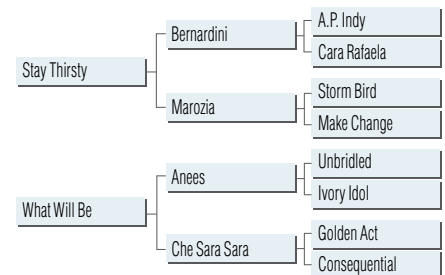 A.P. Indy
Bernardini
Cara Rafaela
Stay Thirsty
Storm Bird
Marozia
Make Change
Unbridled
Anees
Ivory Idol
What Will Be
Golden Act
Che Sara Sara
Consequential